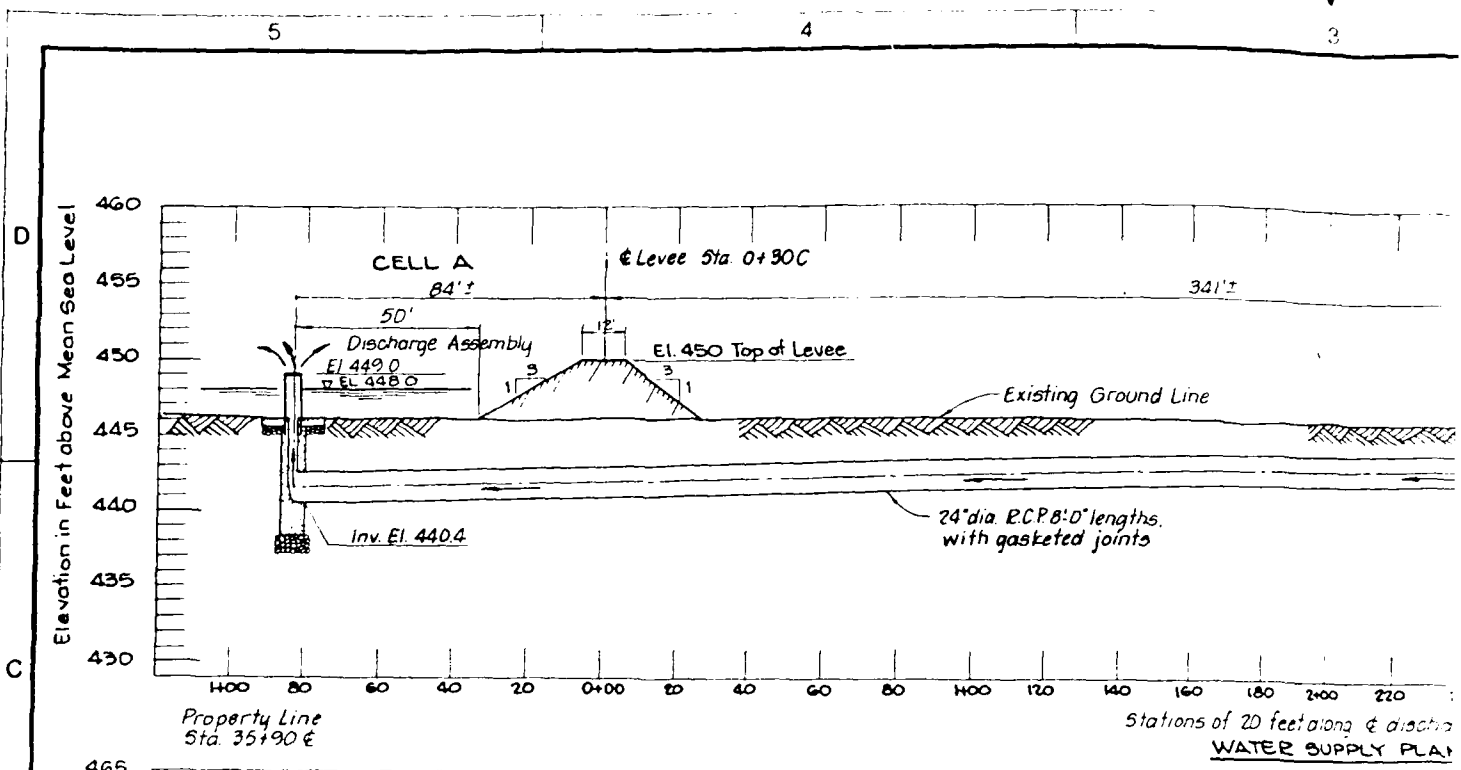 5 4 3
D
C
Elevation in Feet above Mean Sea Level
460
455
450
445
440
435
430
465
CELL A
℄ Levee Sta. 0+90C
84'±
341'±
50'
12'
Discharge Assembly
El 449.0
El. 448.0
El. 450 Top of Levee
3
1
3
1
Existing Ground Line
Inv. El. 440.4
24"dia. R.C.P. 8'-0" lengths,
with gasketed joints
1+00 80 60 40 20 0+00 20 40 60 80 1+00 120 140 160 180 2+00 220
Property Line
Sta. 35+90 ℄
Stations of 20 feet along ℄
WATER SUPPLY